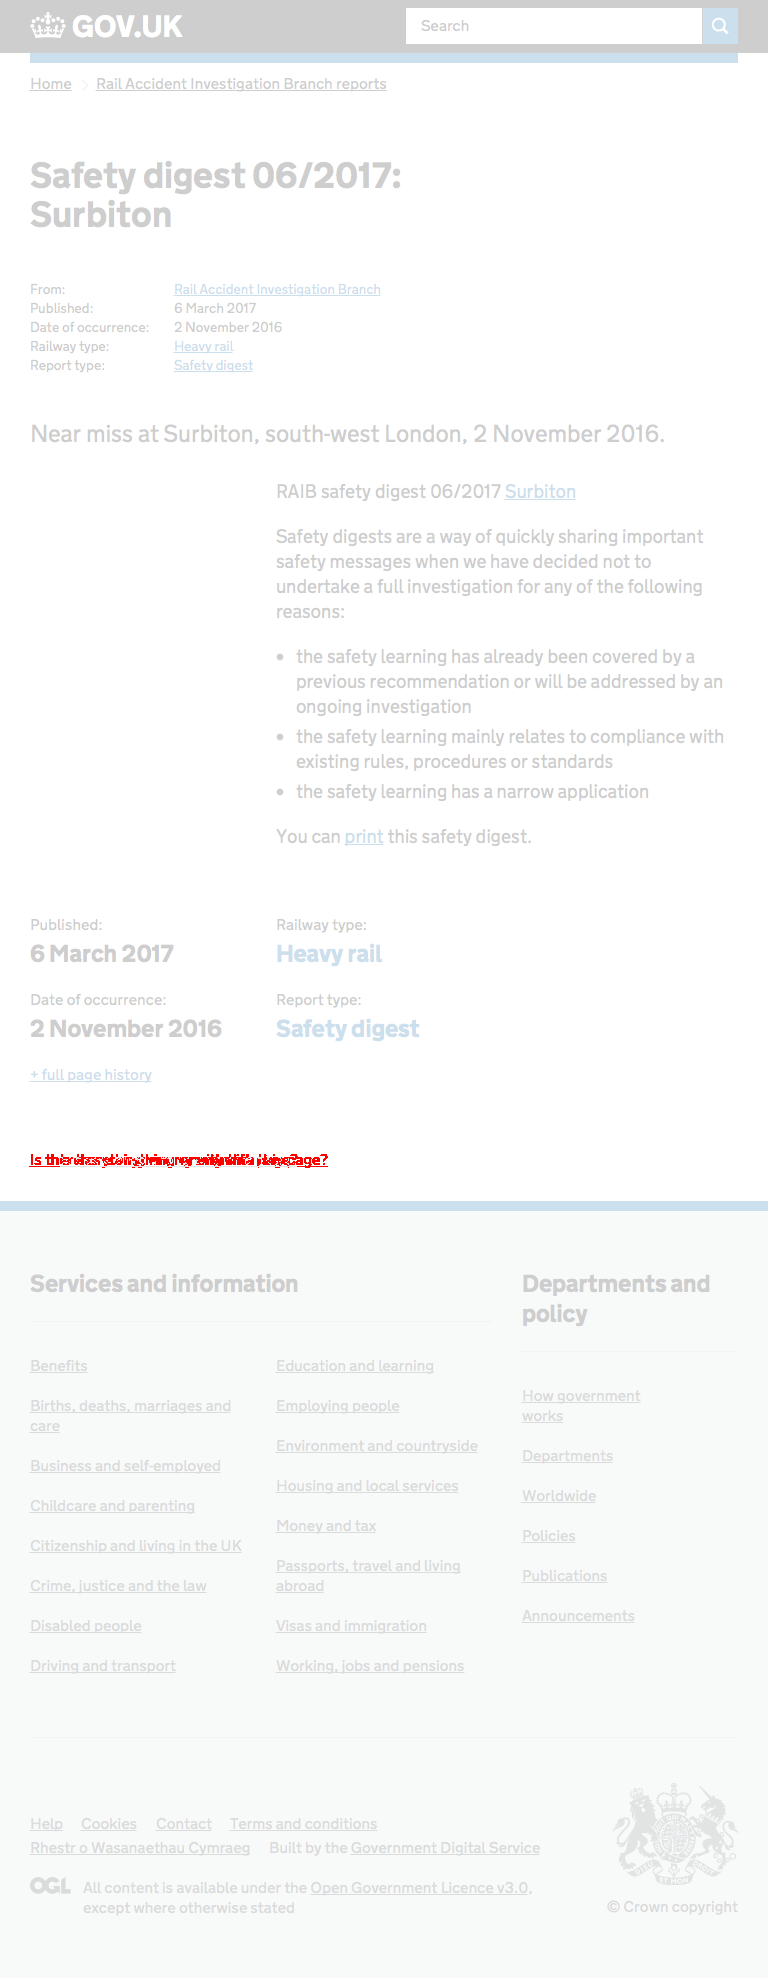 GOV.UK
Search
Home
Rail Accident Investigation Branch reports
Safety digest 06/2017:
Surbiton
From: Rail Accident Investigation Branch
Published: 6 March 2017
Date of occurrence: 2 November 2016
Railway type: Heavy rail
Report type: Safety digest
Near miss at Surbiton, south-west London, 2 November 2016.
RAIB safety digest 06/2017 Surbiton
Safety digests are a way of quickly sharing important
safety messages when we have decided not to
undertake a full investigation for any of the following
reasons:
• the safety learning has already been covered by a
previous recommendation or will be addressed by an
ongoing investigation
• the safety learning mainly relates to compliance with
existing rules, procedures or standards
• the safety learning has a narrow application
You can print this safety digest.
Published:
6 March 2017
Railway type:
Heavy rail
Date of occurrence:
2 November 2016
Report type:
Safety digest
+ full page history
Is
Services and information
Benefits
Births, deaths, marriages and
care
Business and self-employed
Childcare and parenting
Citizenship and living in the UK
Crime, justice and the law
Disabled people
Driving and transport
Education and learning
Employing people
Environment and countryside
Housing and local services
Money and tax
Passports, travel and living
abroad
Visas and immigration
Working, jobs and pensions
Departments and
policy
How government
works
Departments
Worldwide
Policies
Publications
Announcements
Help Cookies Contact Terms and conditions
Rhestr o Wasanaethau Cymraeg Built by the Government Digital Service
OGL All content is available under the Open Government Licence v3.0,
except where otherwise stated
© Crown copyright